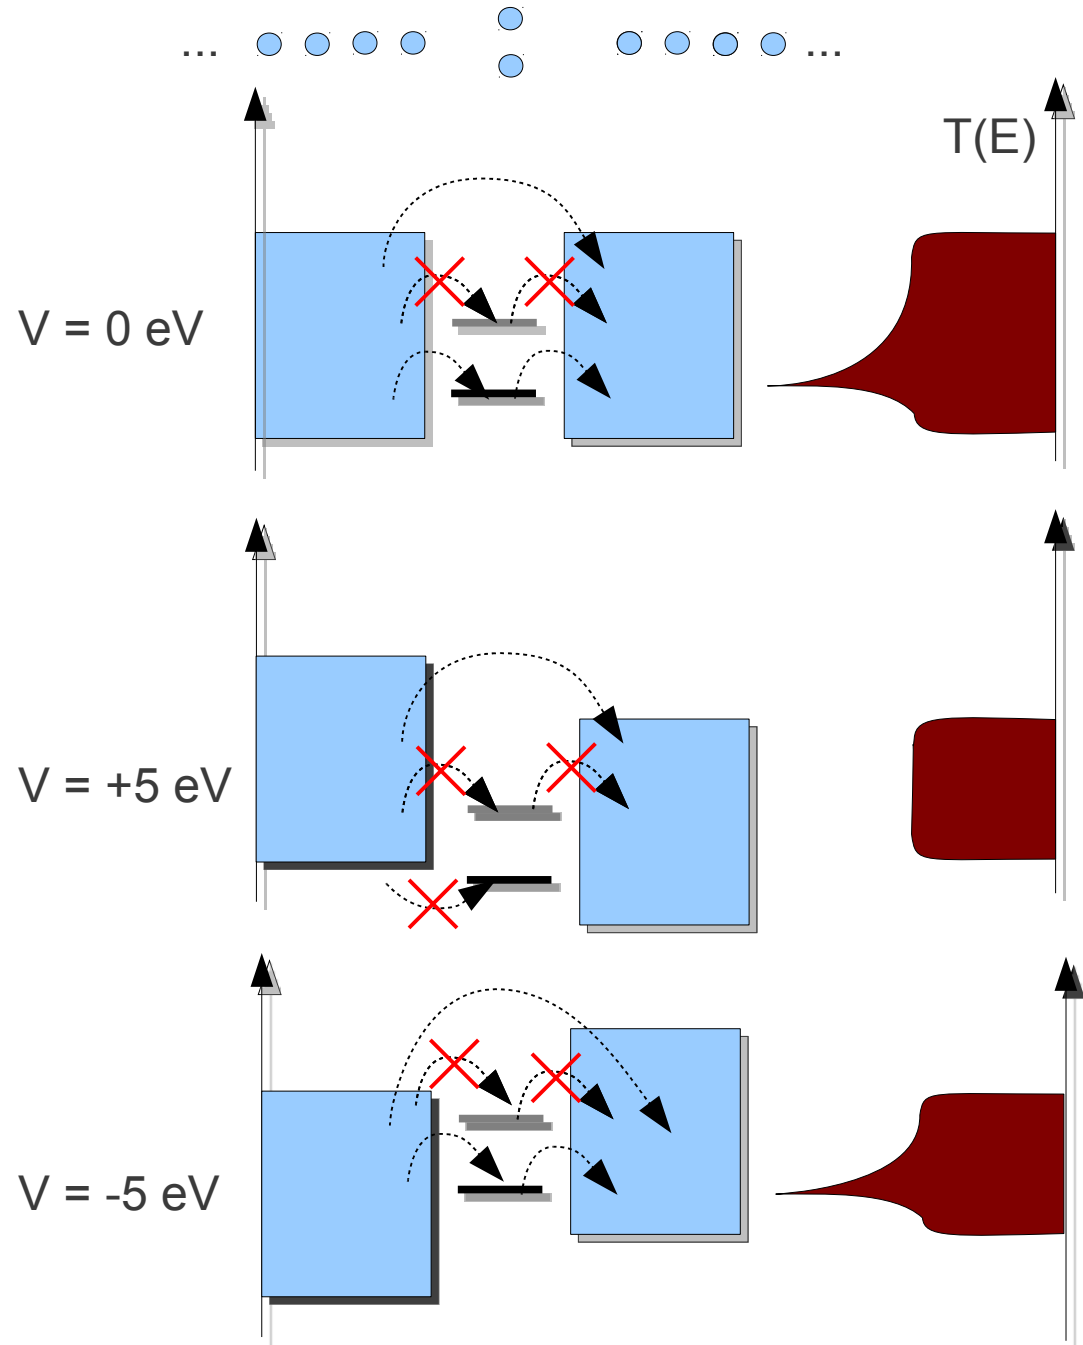 ... ...
T(E)
V = 0 eV
V = +5 eV
V = -5 eV